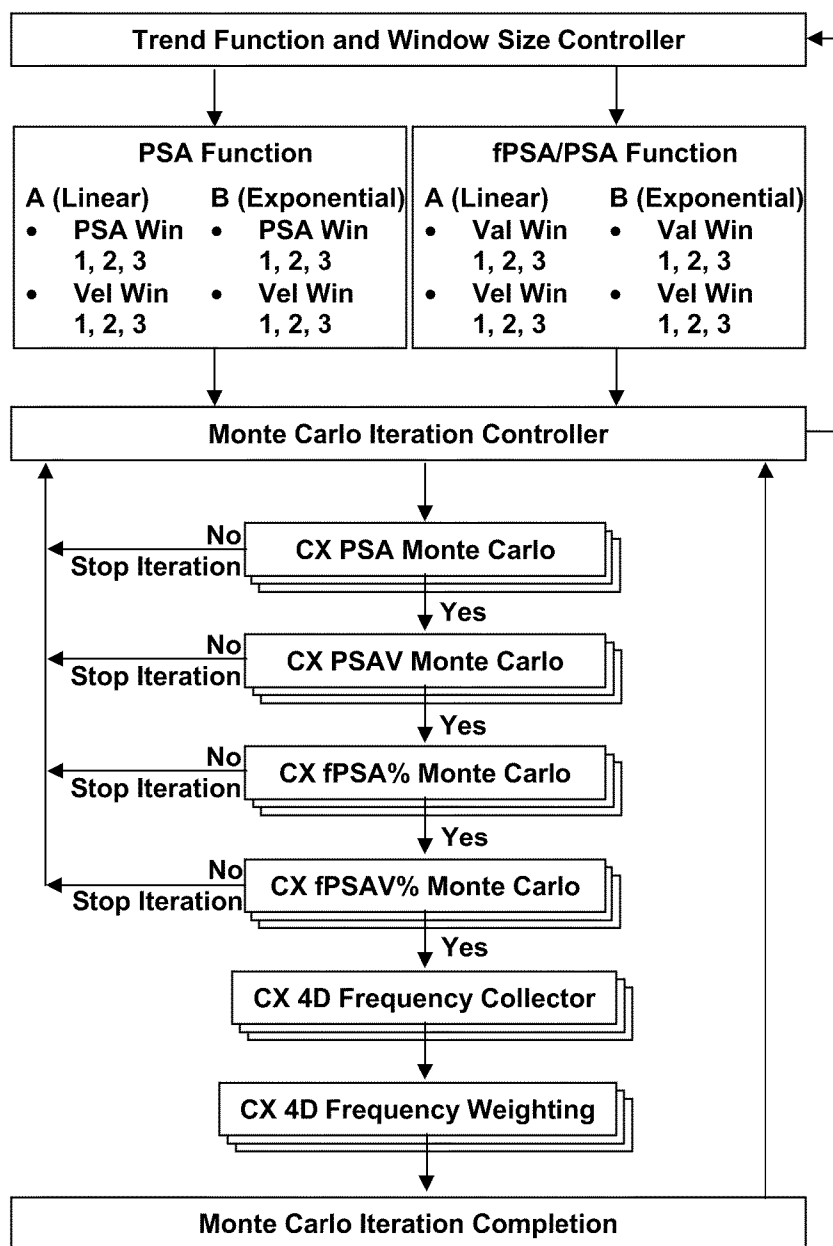 Trend Function and Window Size Controller
PSA Function
A (Linear)
• PSA Win
1, 2, 3
• Vel Win
1, 2, 3
B (Exponential)
• PSA Win
1, 2, 3
• Vel Win
1, 2, 3
fPSA/PSA Function
A (Linear)
• Val Win
1, 2, 3
• Vel Win
1, 2, 3
B (Exponential)
• Val Win
1, 2, 3
• Vel Win
1, 2, 3
Monte Carlo Iteration Controller
CX PSA Monte Carlo
No
Stop Iteration
Yes
CX PSAV Monte Carlo
No
Stop Iteration
Yes
CX fPSA% Monte Carlo
No
Stop Iteration
Yes
CX fPSAV% Monte Carlo
No
Stop Iteration
Yes
CX 4D Frequency Collector
CX 4D Frequency Weighting
Monte Carlo Iteration Completion